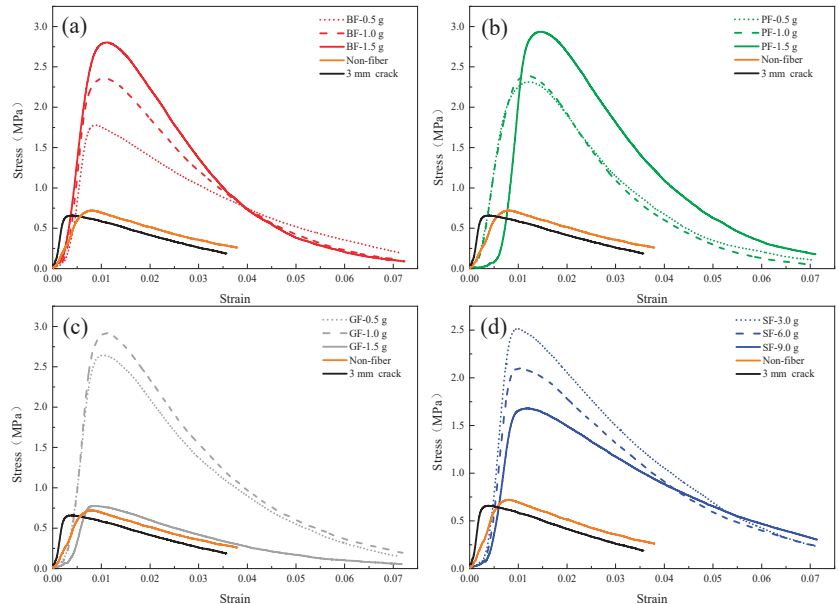 (a)
BF-0.5 g
BF-1.0 g
BF-1.5 g
Non-fiber
3 mm crack
Stress（MPa）
3.0
2.5
2.0
1.5
1.0
0.5
0.0
0.00 0.01 0.02 0.03 0.04 0.05 0.06 0.07
Strain
(b)
PF-0.5 g
PF-1.0 g
PF-1.5 g
Non-fiber
3 mm crack
Stress（MPa）
3.0
2.5
2.0
1.5
1.0
0.5
0.0
0.00 0.01 0.02 0.03 0.04 0.05 0.06 0.07
Strain
(c)
GF-0.5 g
GF-1.0 g
GF-1.5 g
Non-fiber
3 mm crack
Stress（MPa）
3.0
2.5
2.0
1.5
1.0
0.5
0.0
0.00 0.01 0.02 0.03 0.04 0.05 0.06 0.07
Strain
(d)
SF-3.0 g
SF-6.0 g
SF-9.0 g
Non-fiber
3 mm crack
Stress（MPa）
2.5
2.0
1.5
1.0
0.5
0.0
0.00 0.01 0.02 0.03 0.04 0.05 0.06 0.07
Strain